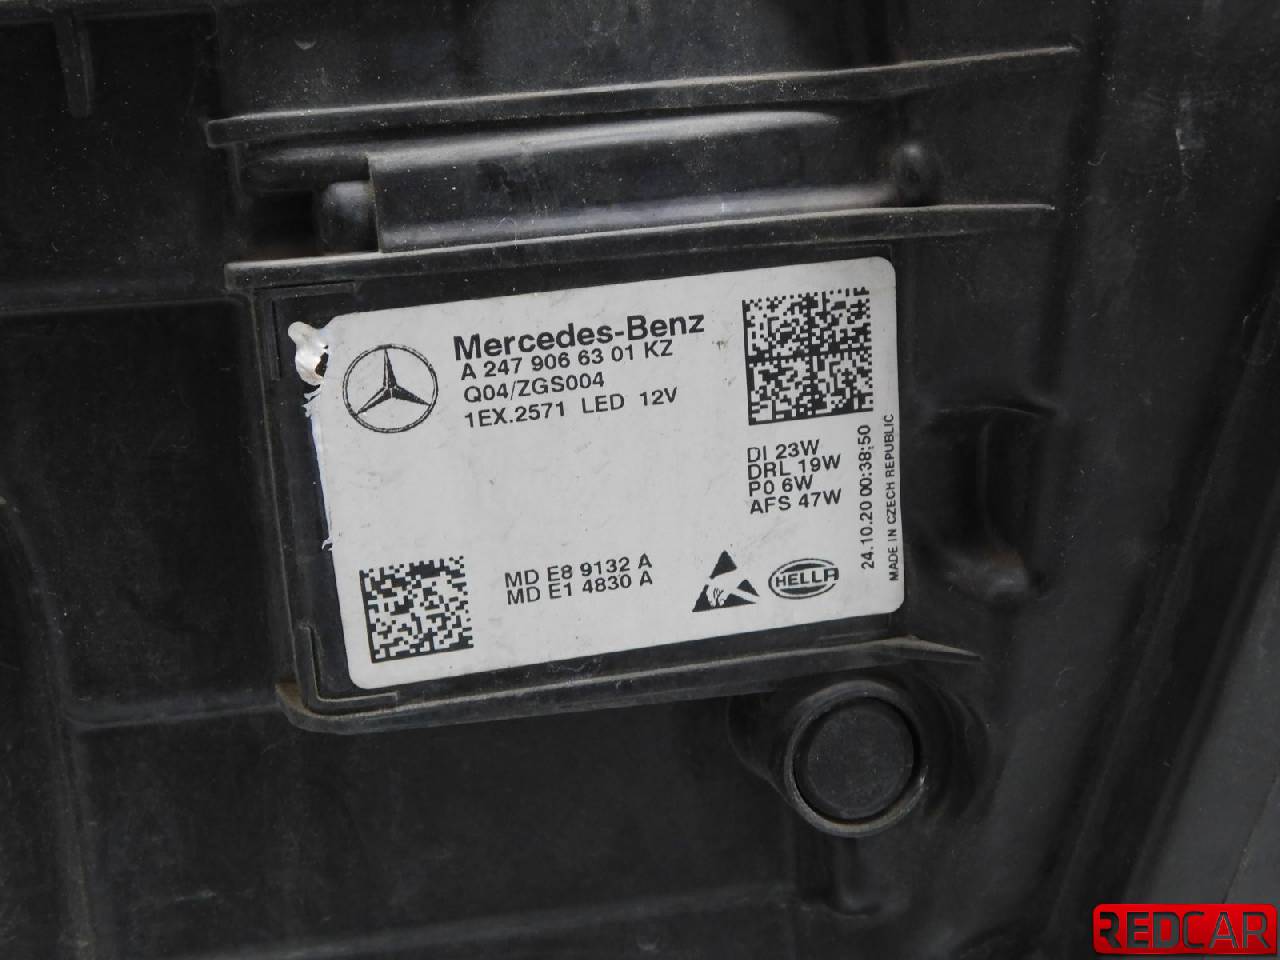 Mercedes-Benz
A 247 906 63 01 KZ
Q04/ZGS004
1EX.2571 LED 12V
DI 23W
DRL 19W
P0 6W
AFS 47W
24.10.20 00:38:50
MADE IN CZECH REPUBLIC
MD E8 9132 A
MD E1 4830 A
HELLA
REDCAR